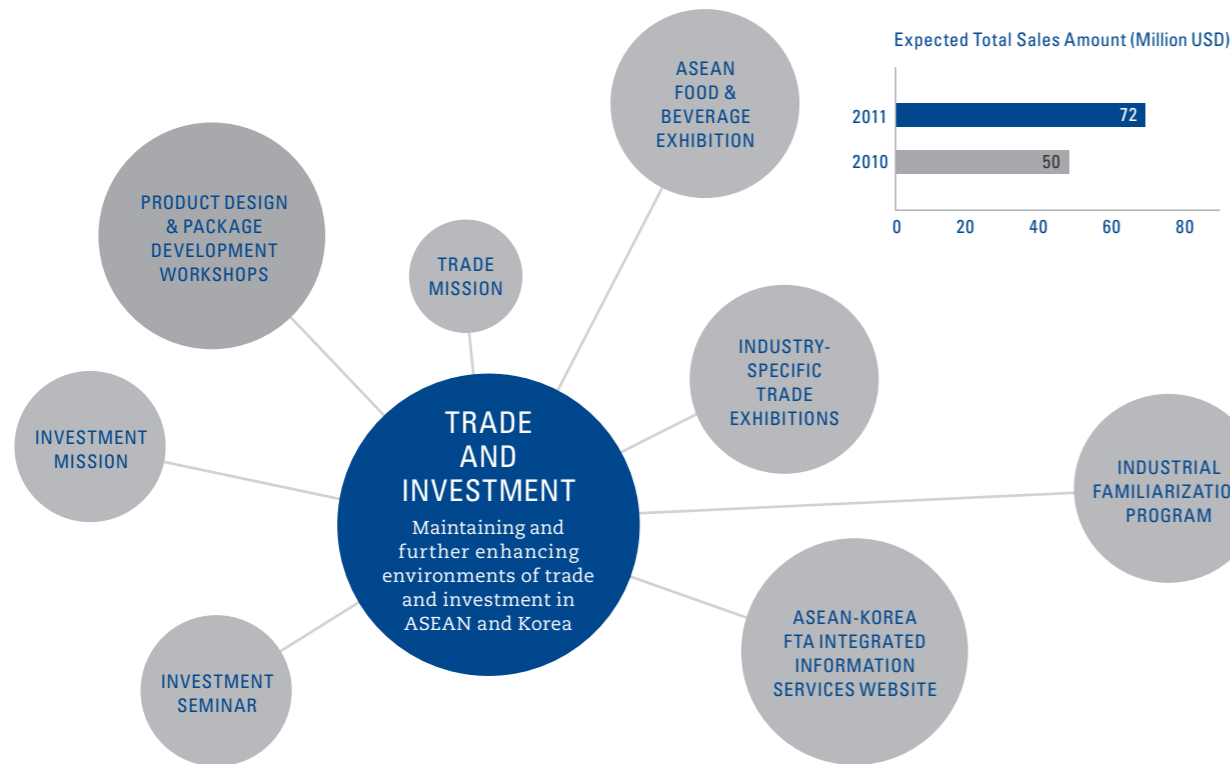 Expected Total Sales Amount (Million USD)
2011
72
2010
50
0 20 40 60 80
ASEAN
FOOD &
BEVERAGE
EXHIBITION
PRODUCT DESIGN
& PACKAGE
DEVELOPMENT
WORKSHOPS
TRADE
MISSION
INDUSTRY-
SPECIFIC
TRADE
EXHIBITIONS
INVESTMENT
MISSION
TRADE
AND
INVESTMENT
Maintaining and
further enhancing
environments of trade
and investment in
ASEAN and Korea
INDUSTRIAL
FAMILIARIZATIO
PROGRAM
ASEAN-KOREA
FTA INTEGRATED
INFORMATION
SERVICES WEBSITE
INVESTMENT
SEMINAR